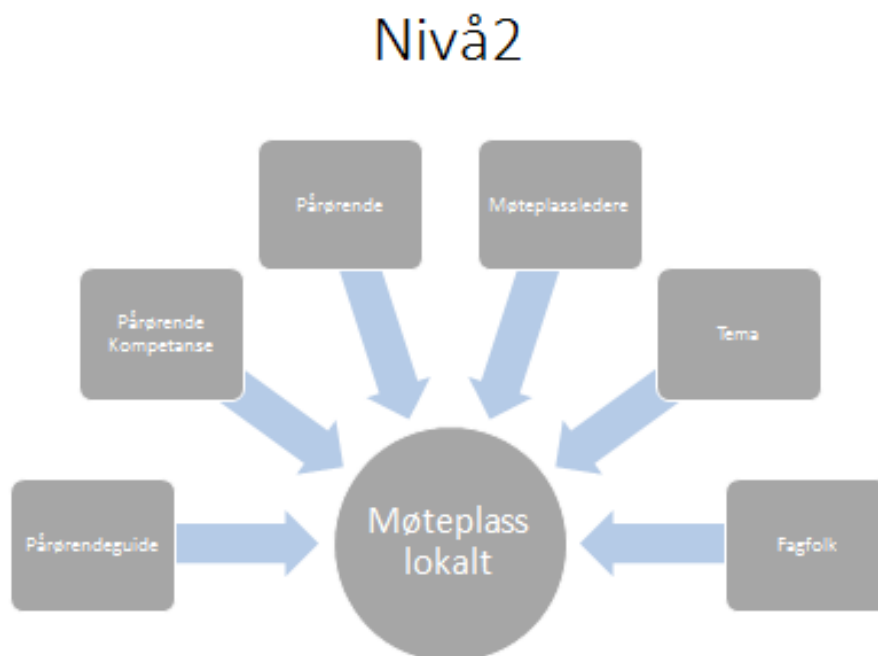 Nivå2
Pårørende
Møteplassledere
Pårørende
Kompetanse
Tema
Pårørendeguide
Møteplass
lokalt
Fagfolk